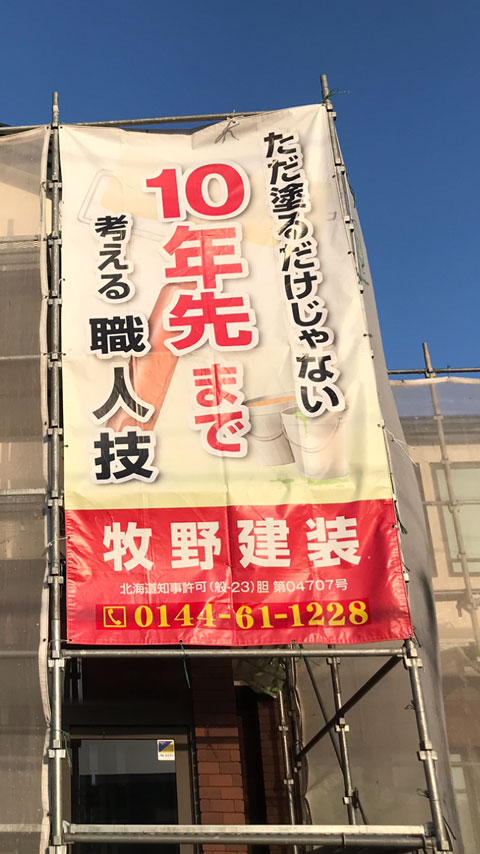 ただ塗るだけじゃない
10年先まで
考える職人技
牧野建装
北海道知事許可(般-23)胆 第04707号
0144-61-1228